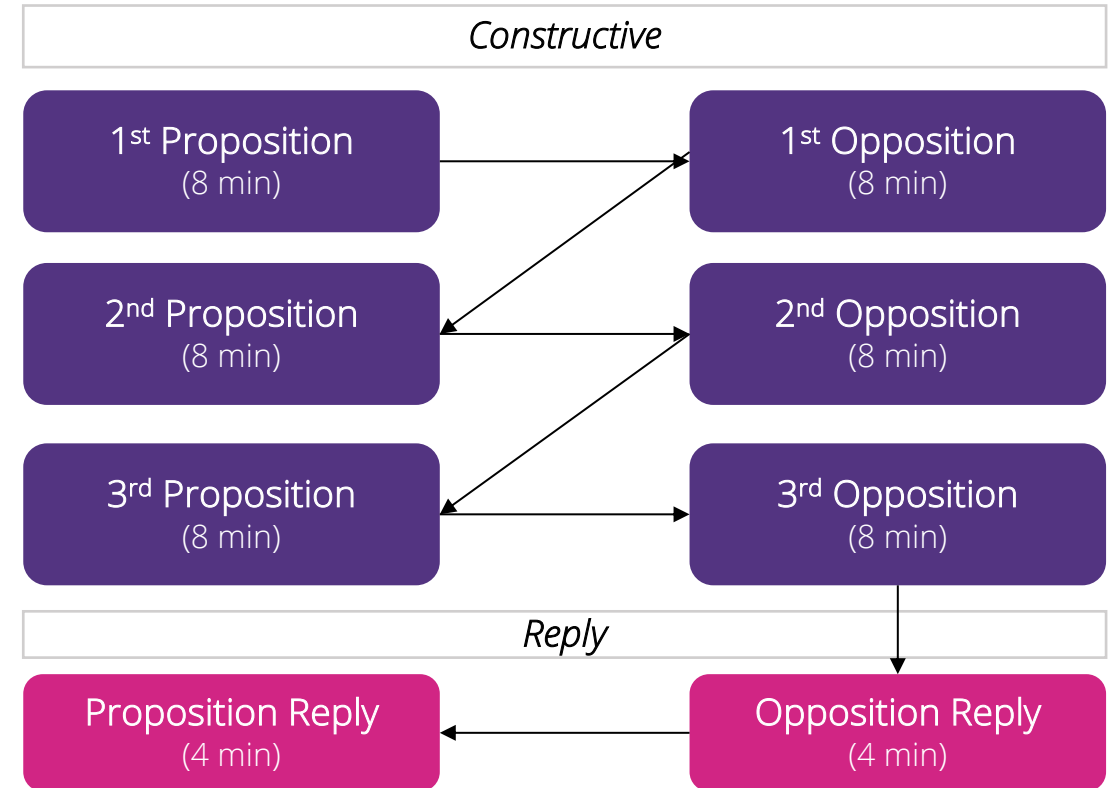 Constructive
1st Proposition
(8 min)
1st Opposition
(8 min)
2nd Proposition
(8 min)
2nd Opposition
(8 min)
3rd Proposition
(8 min)
3rd Opposition
(8 min)
Reply
Proposition Reply
(4 min)
Opposition Reply
(4 min)